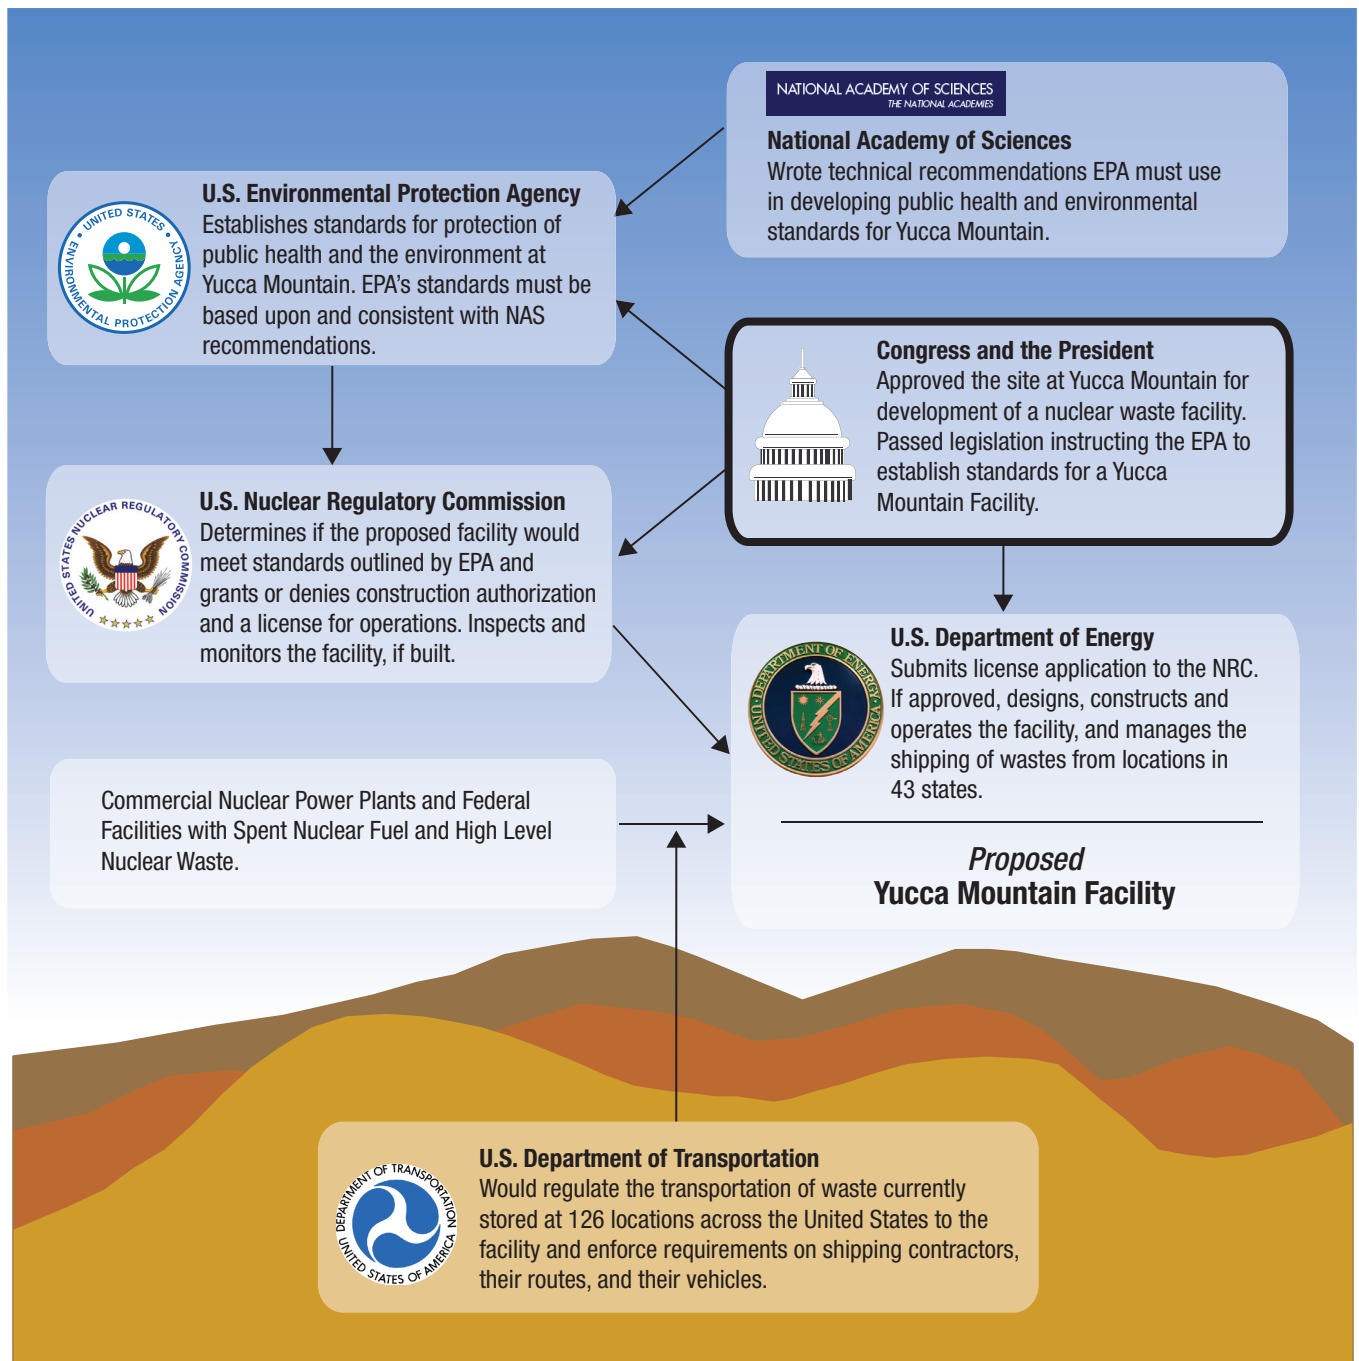 NATIONAL ACADEMY OF SCIENCES
THE NATIONAL ACADEMIES
National Academy of Sciences
Wrote technical recommendations EPA must use
in developing public health and environmental
standards for Yucca Mountain.
UNITED STATES
ENVIRONMENTAL PROTECTION AGENCY
U.S. Environmental Protection Agency
Establishes standards for protection of
public health and the environment at
Yucca Mountain. EPA’s standards must be
based upon and consistent with NAS
recommendations.
Congress and the President
Approved the site at Yucca Mountain for
development of a nuclear waste facility.
Passed legislation instructing the EPA to
establish standards for a Yucca
Mountain Facility.
UNITED STATES NUCLEAR REGULATORY COMMISSION
U.S. Nuclear Regulatory Commission
Determines if the proposed facility would
meet standards outlined by EPA and
grants or denies construction authorization
and a license for operations. Inspects and
monitors the facility, if built.
DEPARTMENT OF ENERGY
UNITED STATES OF AMERICA
U.S. Department of Energy
Submits license application to the NRC.
If approved, designs, constructs and
operates the facility, and manages the
shipping of wastes from locations in
43 states.
Commercial Nuclear Power Plants and Federal
Facilities with Spent Nuclear Fuel and High Level
Nuclear Waste.
Proposed
Yucca Mountain Facility
DEPARTMENT OF TRANSPORTATION
UNITED STATES OF AMERICA
U.S. Department of Transportation
Would regulate the transportation of waste currently
stored at 126 locations across the United States to the
facility and enforce requirements on shipping contractors,
their routes, and their vehicles.